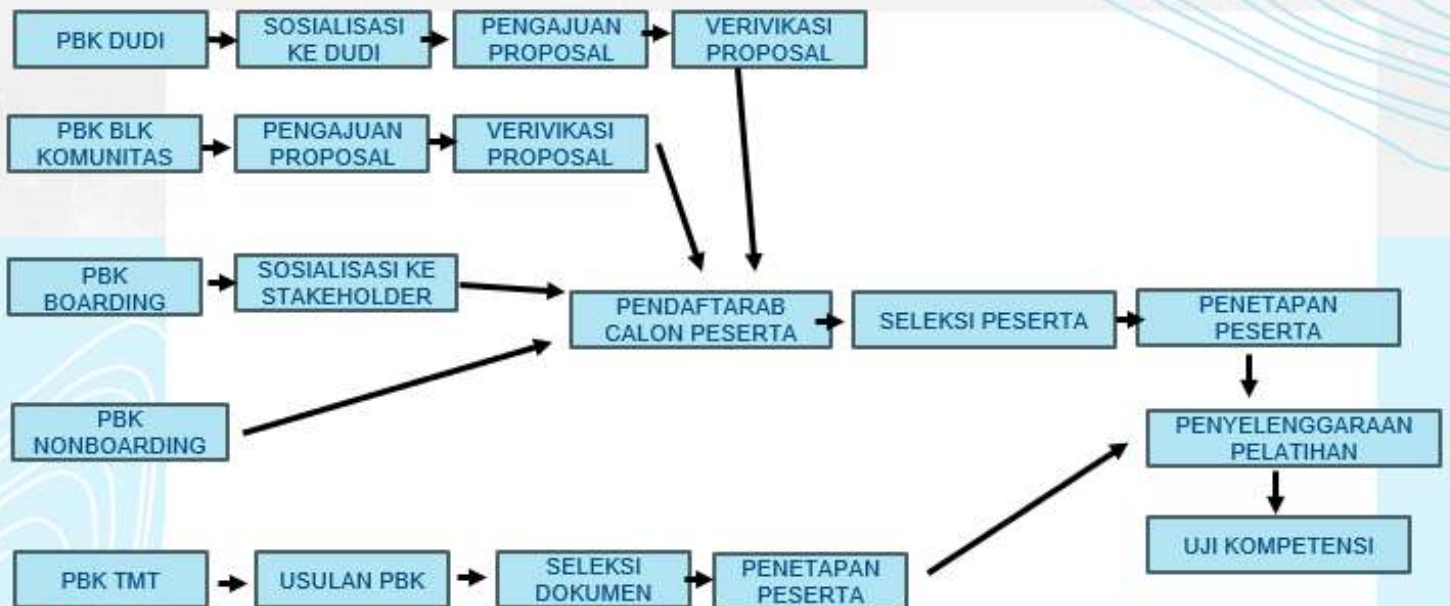 PBK DUDI
SOSIALISASI
KE DUDI
PENGAJUAN
PROPOSAL
VERIVIKASI
PROPOSAL
PBK BLK
KOMUNITAS
PENGAJUAN
PROPOSAL
VERIVIKASI
PROPOSAL
PBK
BOARDING
SOSIALISASI KE
STAKEHOLDER
PENDAFTARAB
CALON PESERTA
SELEKSI PESERTA
PENETAPAN
PESERTA
PBK
NONBOARDING
PENYELENGGARAAN
PELATIHAN
UJI KOMPETENSI
PBK TMT
USULAN PBK
SELEKSI
DOKUMEN
PENETAPAN
PESERTA